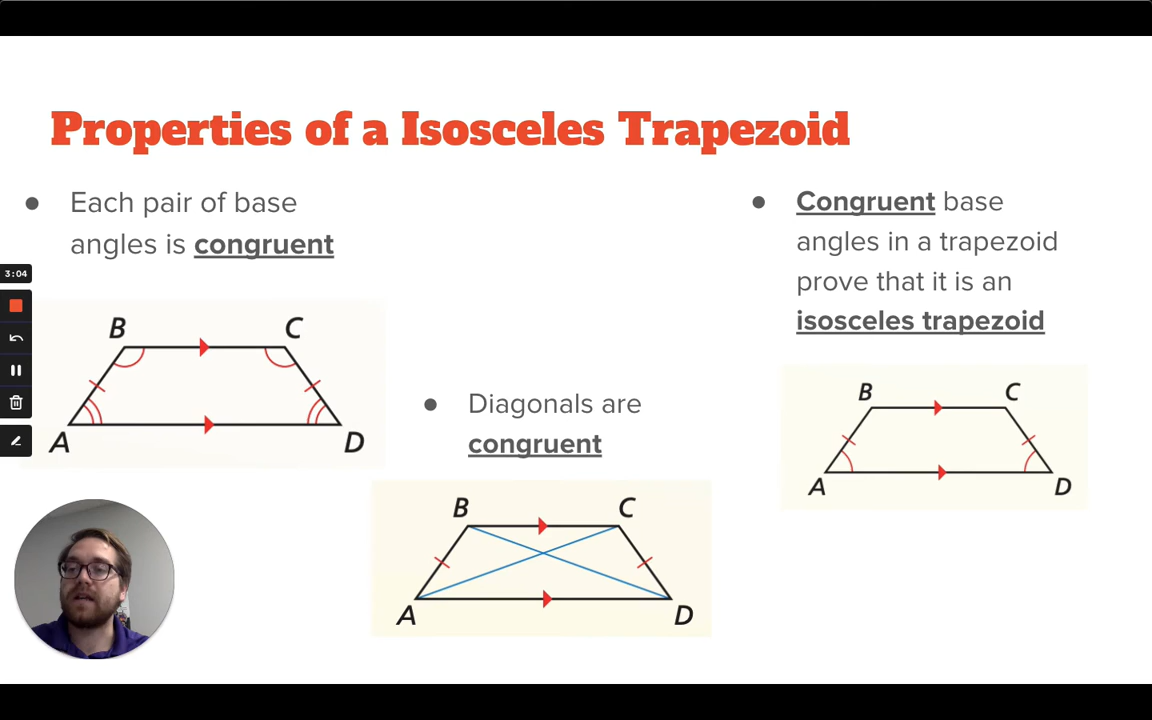 Properties of a Isosceles Trapezoid
● Each pair of base
angles is congruent
● Congruent base
angles in a trapezoid
prove that it is an
isosceles trapezoid
3:04
B C
A D
● Diagonals are
congruent
B C
A D
B C
A D